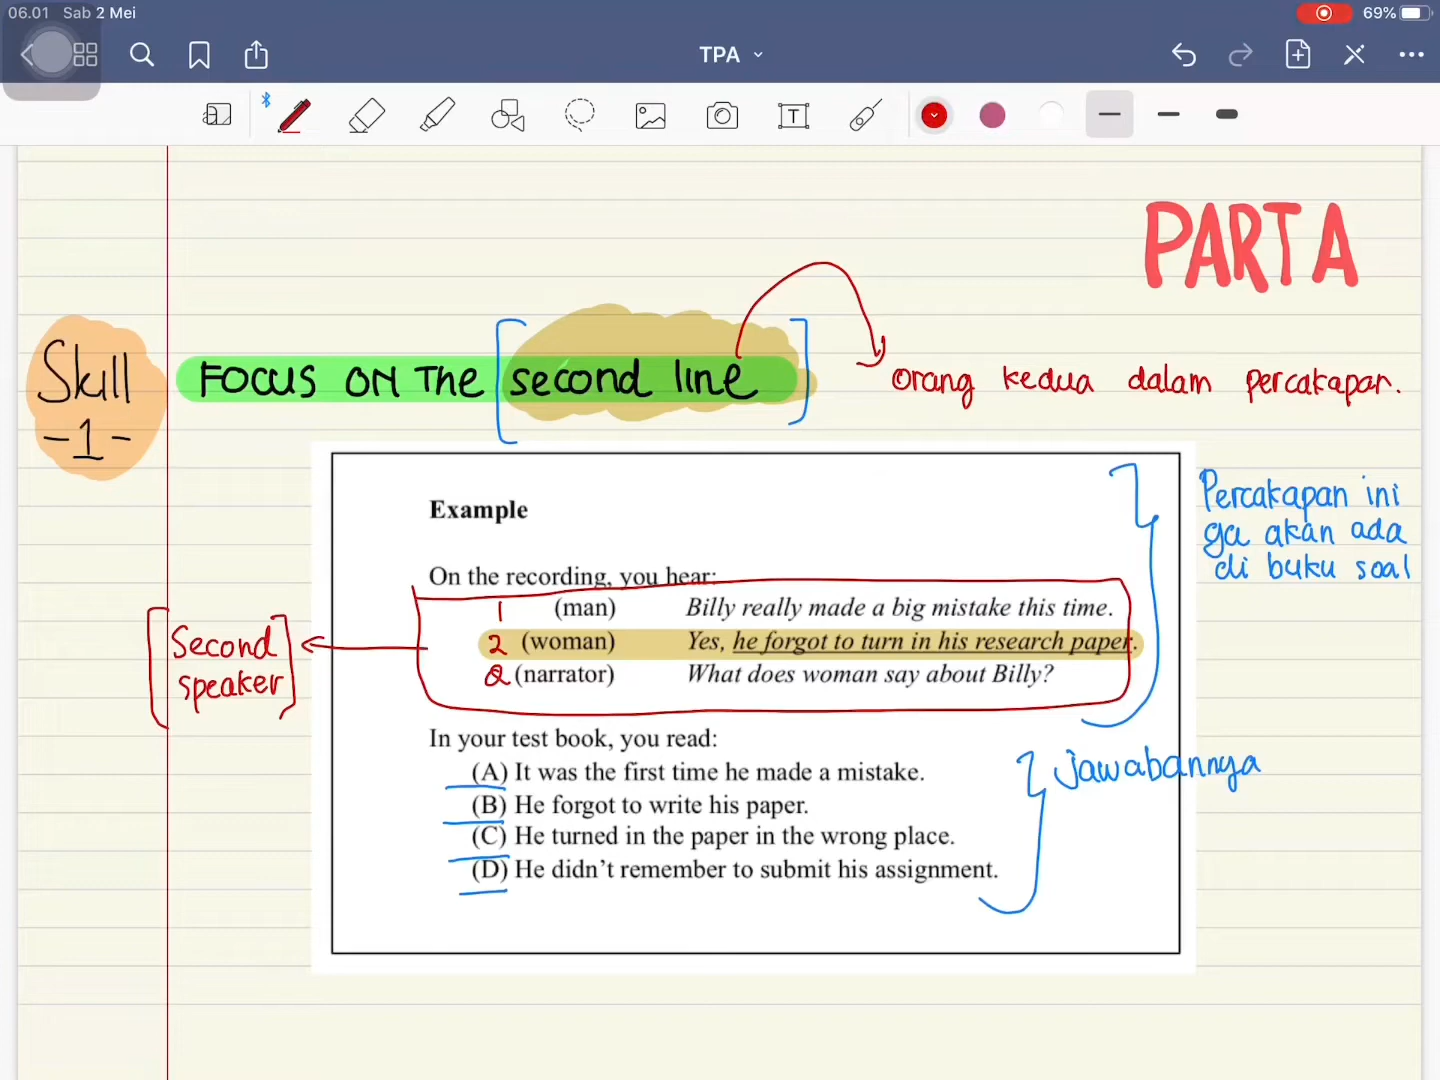 06.01 Sab 2 Mei
69%
TPA
T
PART A
Skill
-1-
FOCUS ON THE second line
orang kedua dalam percakapan.
Example
On the recording, you hear:
1 (man) Billy really made a big mistake this time.
2 (woman) Yes, he forgot to turn in his research paper.
Q (narrator) What does woman say about Billy?
Second
speaker
Percakapan ini
ga akan ada
di buku soal
In your test book, you read:
Jawabannya
(A) It was the first time he made a mistake.
(B) He forgot to write his paper.
(C) He turned in the paper in the wrong place.
(D) He didn't remember to submit his assignment.